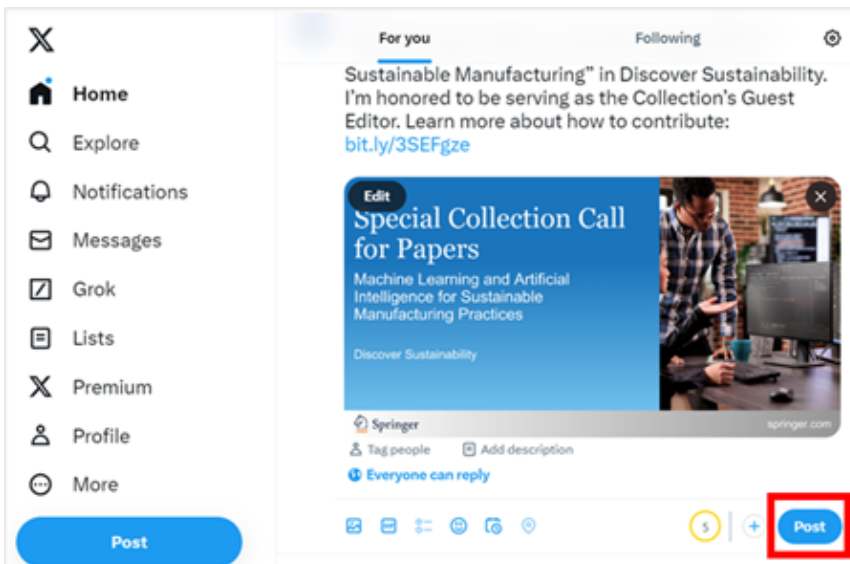 For you
Following
Home
Explore
Notifications
Messages
Grok
Lists
Premium
Profile
More
Post
Sustainable Manufacturing” in Discover Sustainability.
I’m honored to be serving as the Collection’s Guest
Editor. Learn more about how to contribute:
bit.ly/3SEFgze
Edit
Special Collection Call
for Papers
Machine Learning and Artificial
Intelligence for Sustainable
Manufacturing Practices
Discover Sustainability
Springer
springer.com
Tag people
Add description
Everyone can reply
5
Post